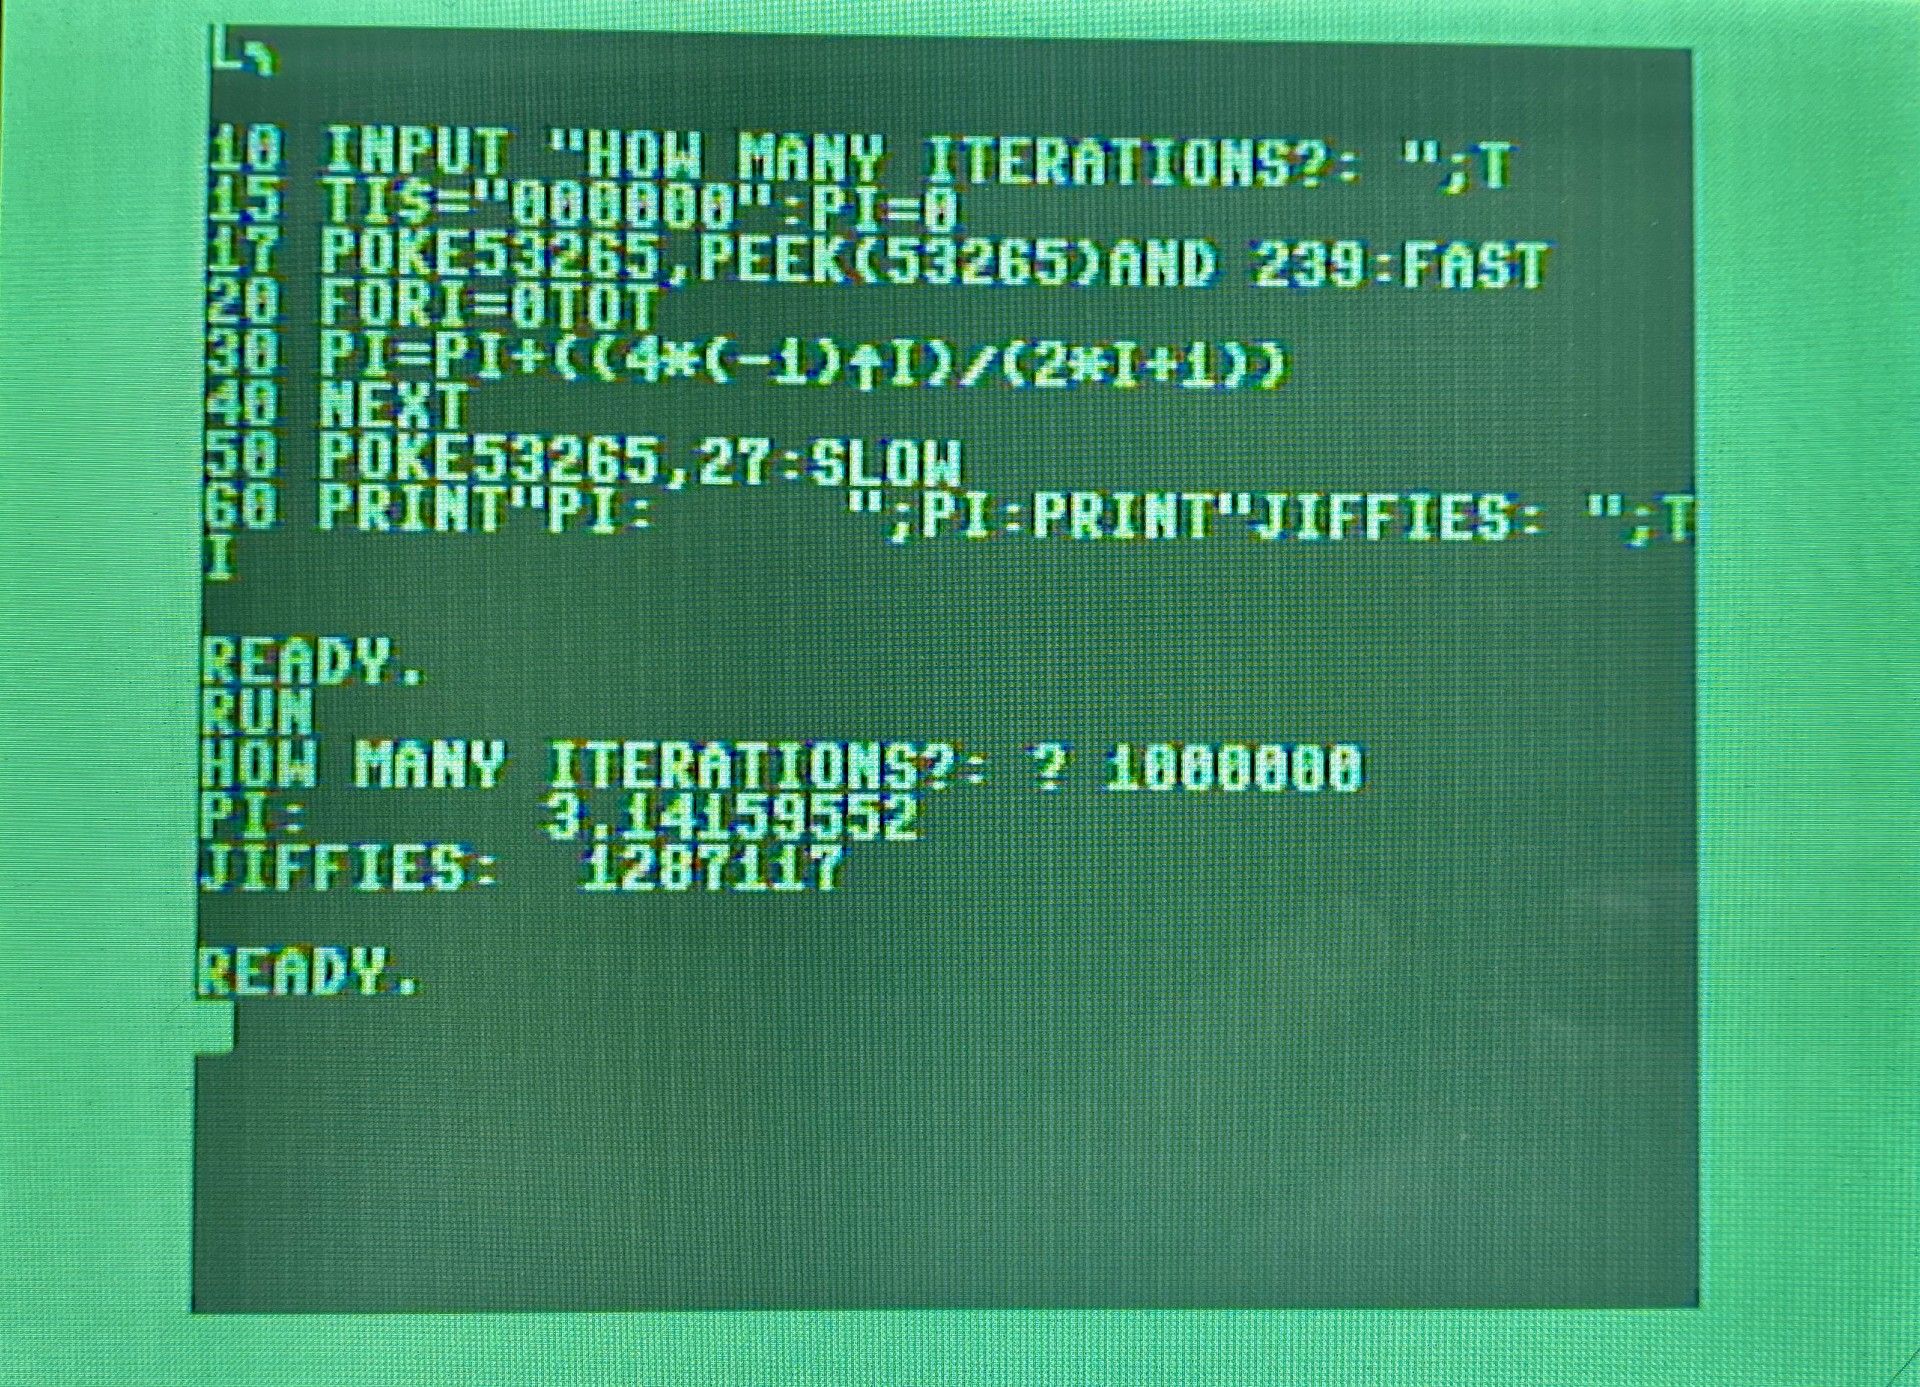 10 INPUT "HOW MANY ITERATIONS?: ";T
15 TI$="000000":PI=0
17 POKE53265,PEEK(53265)AND 239:FAST
20 FORI=0TOT
30 PI=PI+((4*(-1)↑I)/(2*I+1))
40 NEXT
50 POKE53265,27:SLOW
60 PRINT"PI:     ";PI:PRINT"JIFFIES: ";T
I
READY.
RUN
HOW MANY ITERATIONS?: ? 1000000
PI:      3.14159552
JIFFIES:  1287117
READY.